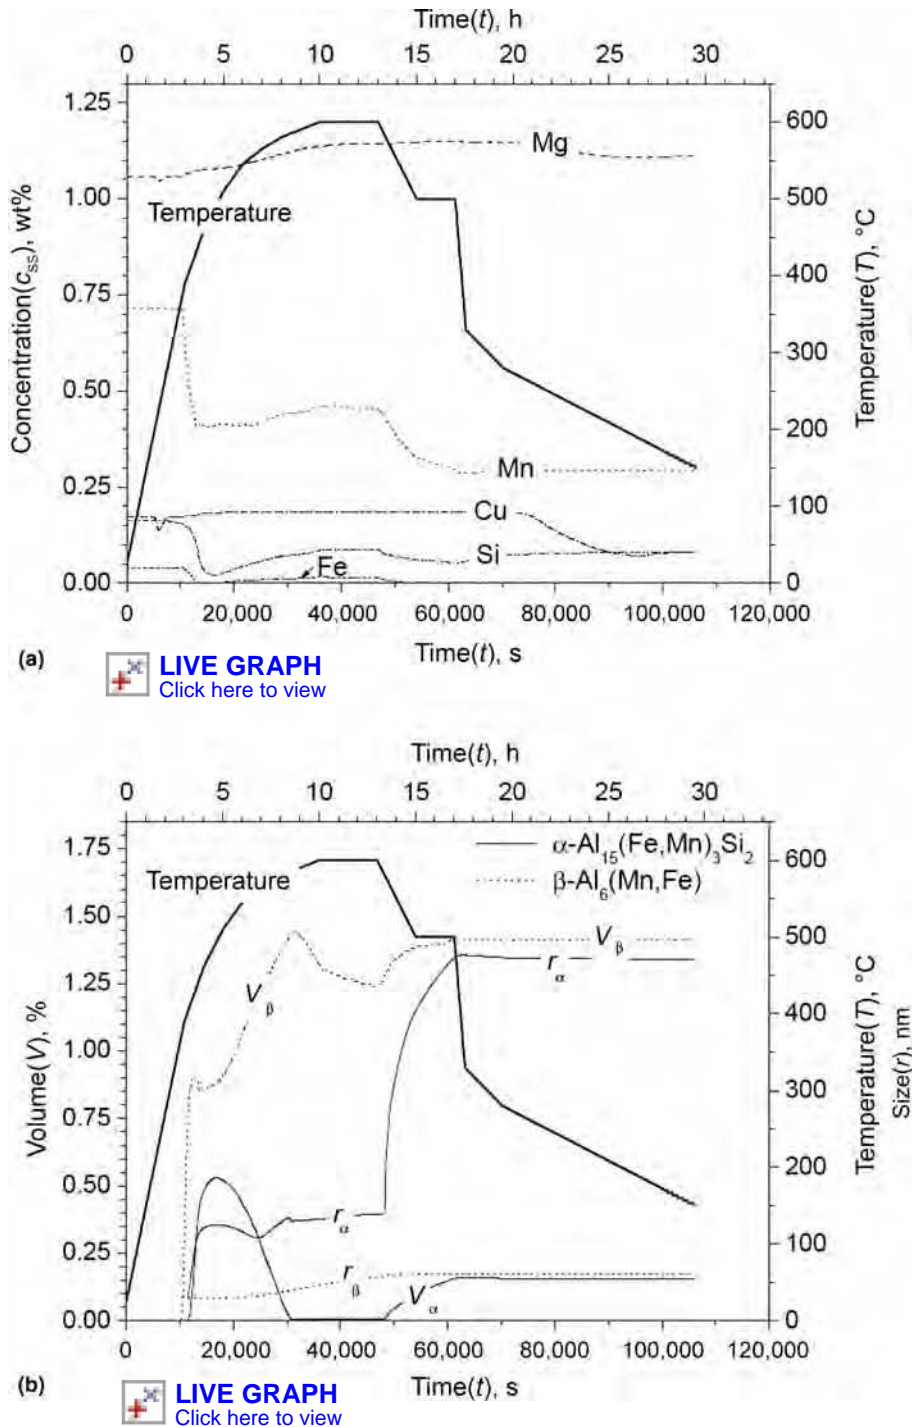 Time(t), h
0 5 10 15 20 25 30
1.25
1.00
0.75
0.50
0.25
0.00
Concentration(c_ss), wt%
600
500
400
300
200
100
0
Temperature(T), °C
Mg
Temperature
Mn
Cu
Si
Fe
0 20,000 40,000 60,000 80,000 100,000 120,000
Time(t), s
(a)
LIVE GRAPH
Click here to view
Time(t), h
0 5 10 15 20 25 30
1.75
1.50
1.25
1.00
0.75
0.50
0.25
0.00
Volume(V), %
600
500
400
300
200
100
0
Temperature(T), °C
Size(r), nm
α-Al₁₅(Fe,Mn)₃Si₂
β-Al₆(Mn,Fe)
Temperature
V_β
r_α
V_β
r_α
r_β
V_α
0 20,000 40,000 60,000 80,000 100,000 120,000
Time(t), s
(b)
LIVE GRAPH
Click here to view